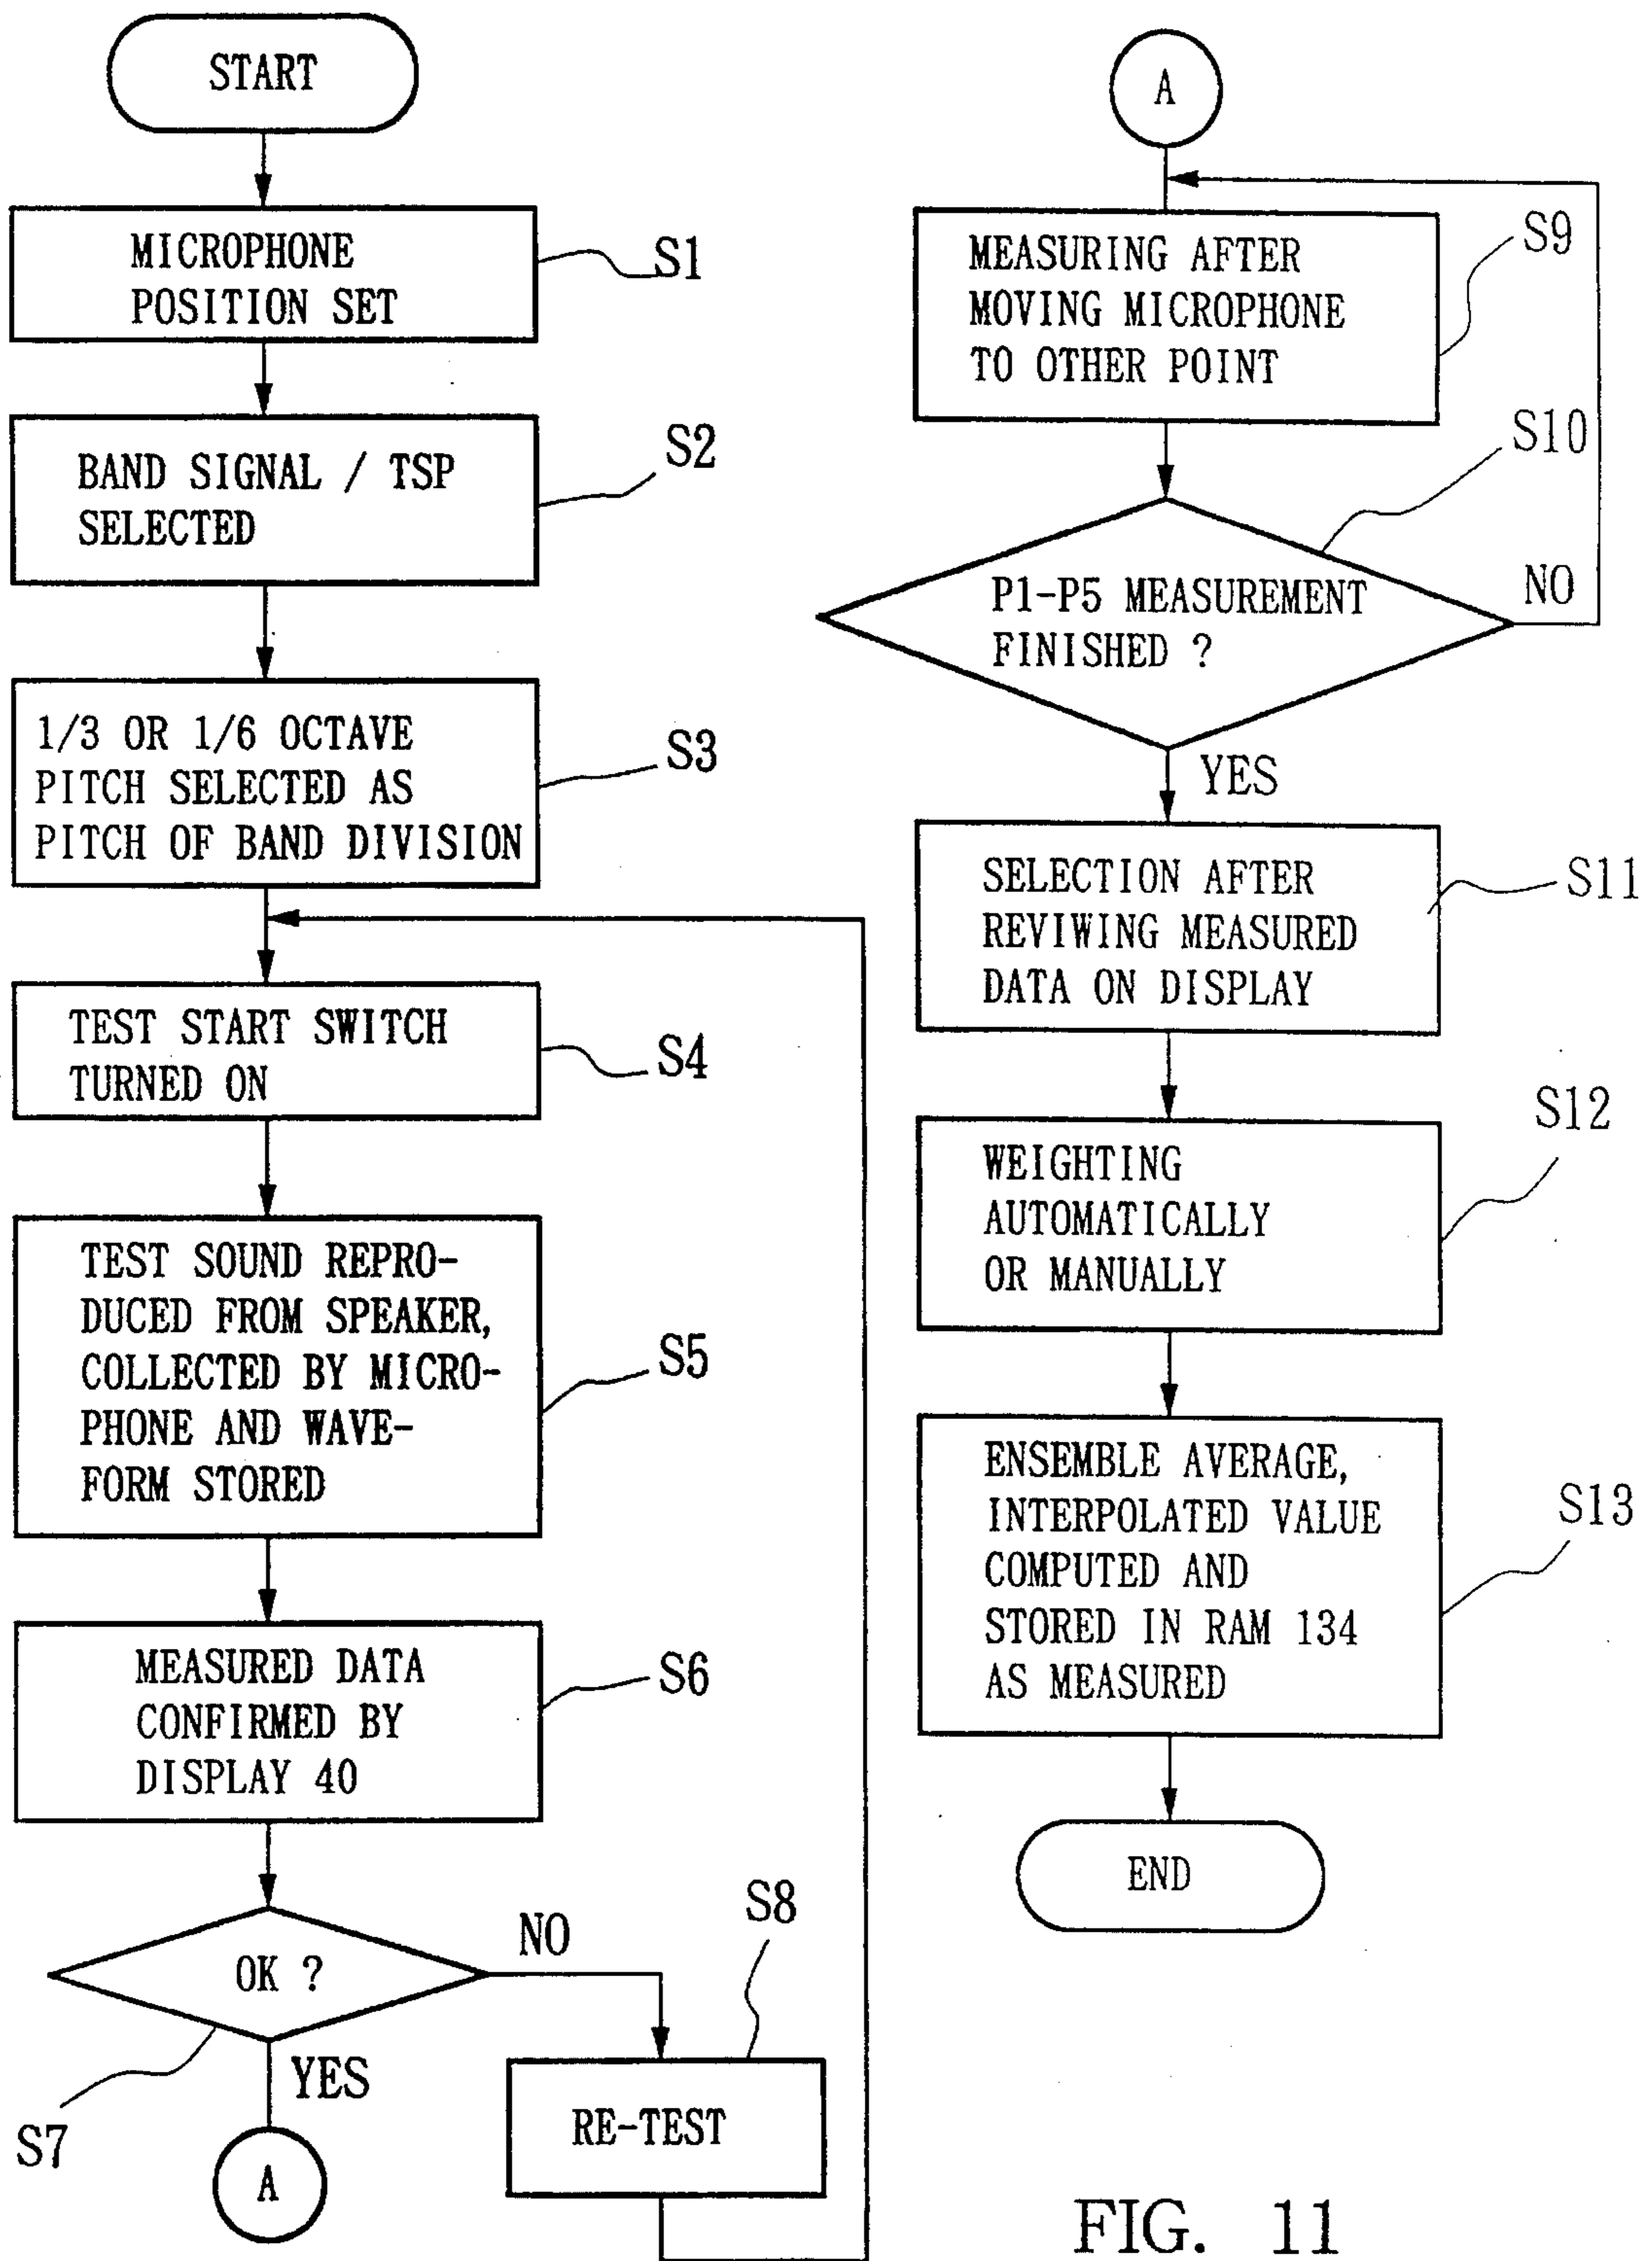 START
MICROPHONE
POSITION SET
S1
BAND SIGNAL / TSP
SELECTED
S2
1/3 OR 1/6 OCTAVE
PITCH SELECTED AS
PITCH OF BAND DIVISION
S3
TEST START SWITCH
TURNED ON
S4
TEST SOUND REPRO-
DUCED FROM SPEAKER,
COLLECTED BY MICRO-
PHONE AND WAVE-
FORM STORED
S5
MEASURED DATA
CONFIRMED BY
DISPLAY 40
S6
OK ?
NO
S8
YES
S7
RE-TEST
A
A
MEASURING AFTER
MOVING MICROPHONE
TO OTHER POINT
S9
S10
P1-P5 MEASUREMENT
FINISHED ?
NO
YES
SELECTION AFTER
REVIWING MEASURED
DATA ON DISPLAY
S11
WEIGHTING
AUTOMATICALLY
OR MANUALLY
S12
ENSEMBLE AVERAGE,
INTERPOLATED VALUE
COMPUTED AND
STORED IN RAM 134
AS MEASURED
S13
END
FIG. 11